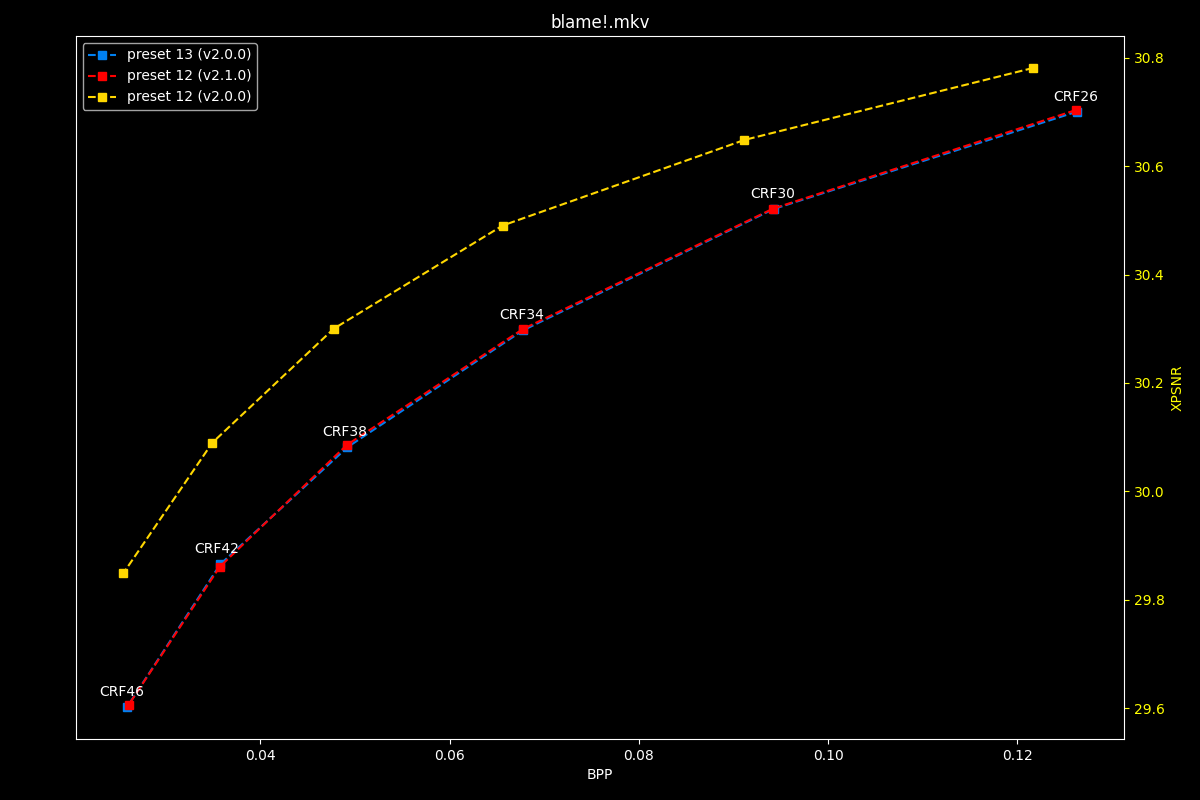 blame!.mkv
preset 13 (v2.0.0)
preset 12 (v2.1.0)
preset 12 (v2.0.0)
CRF26
CRF30
CRF34
CRF38
CRF42
CRF46
30.8
30.6
30.4
30.2
30.0
29.8
29.6
XPSNR
0.04 0.06 0.08 0.10 0.12
BPP